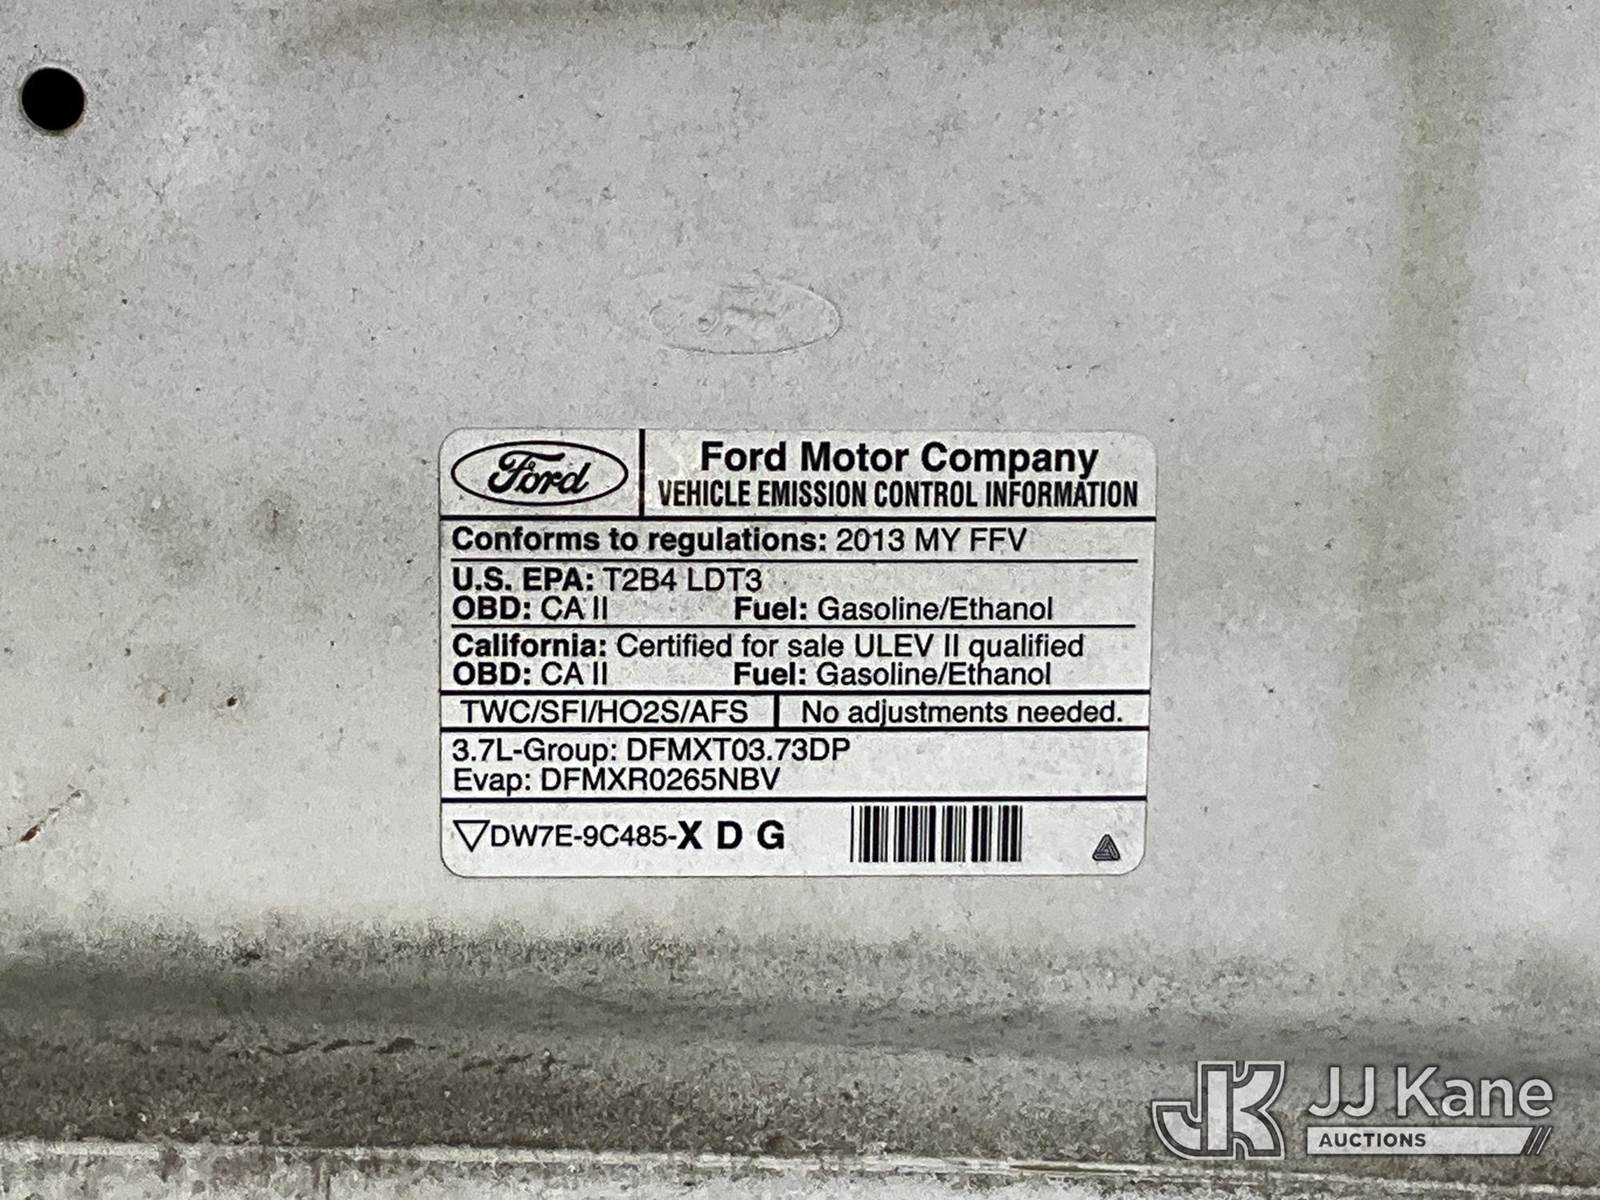 Ford
Ford Motor Company
VEHICLE EMISSION CONTROL INFORMATION
Conforms to regulations: 2013 MY FFV
U.S. EPA: T2B4 LDT3
OBD: CA II Fuel: Gasoline/Ethanol
California: Certified for sale ULEV II qualified
OBD: CA II Fuel: Gasoline/Ethanol
TWC/SFI/HO2S/AFS No adjustments needed.
3.7L-Group: DFMXT03.73DP
Evap: DFMXR0265NBV
DW7E-9C485-X D G
JK JJ Kane
AUCTIONS